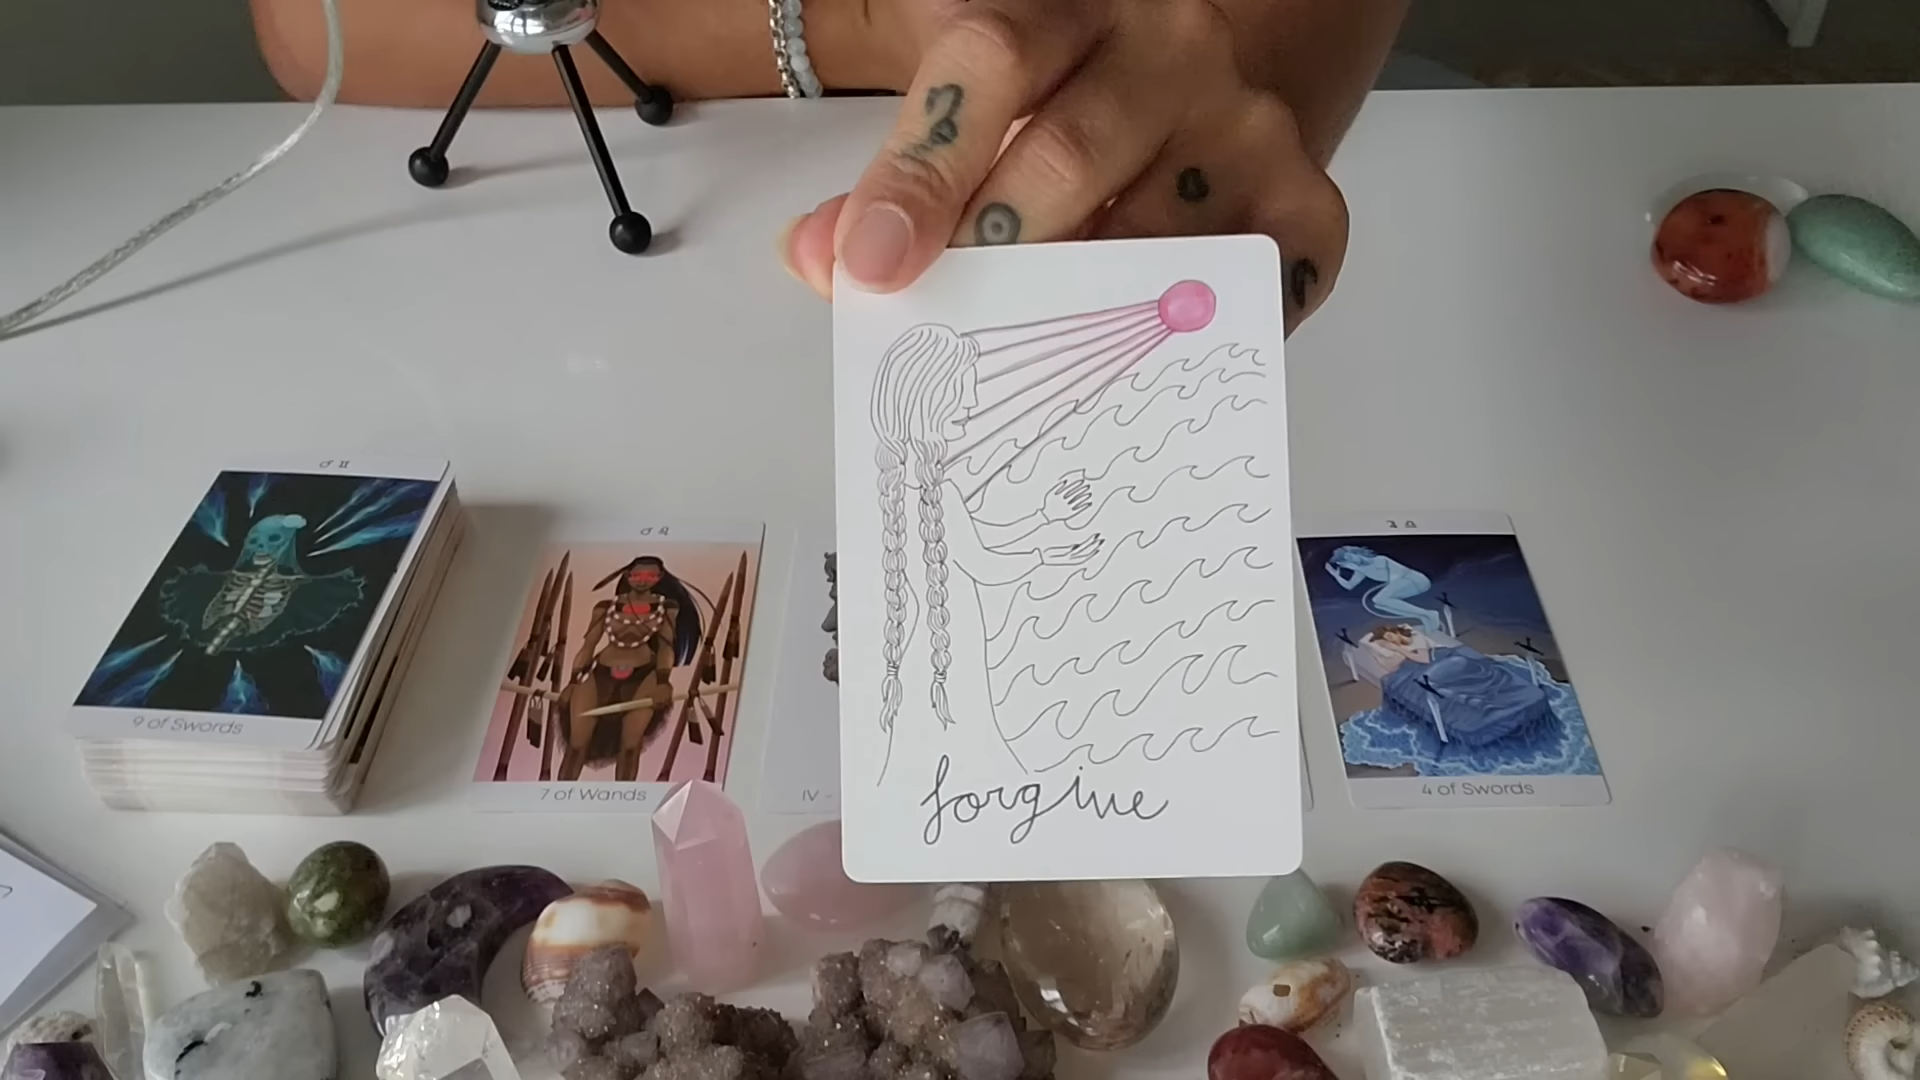 forgive
9 of Swords
7 of Wands
IV -
4 of Swords